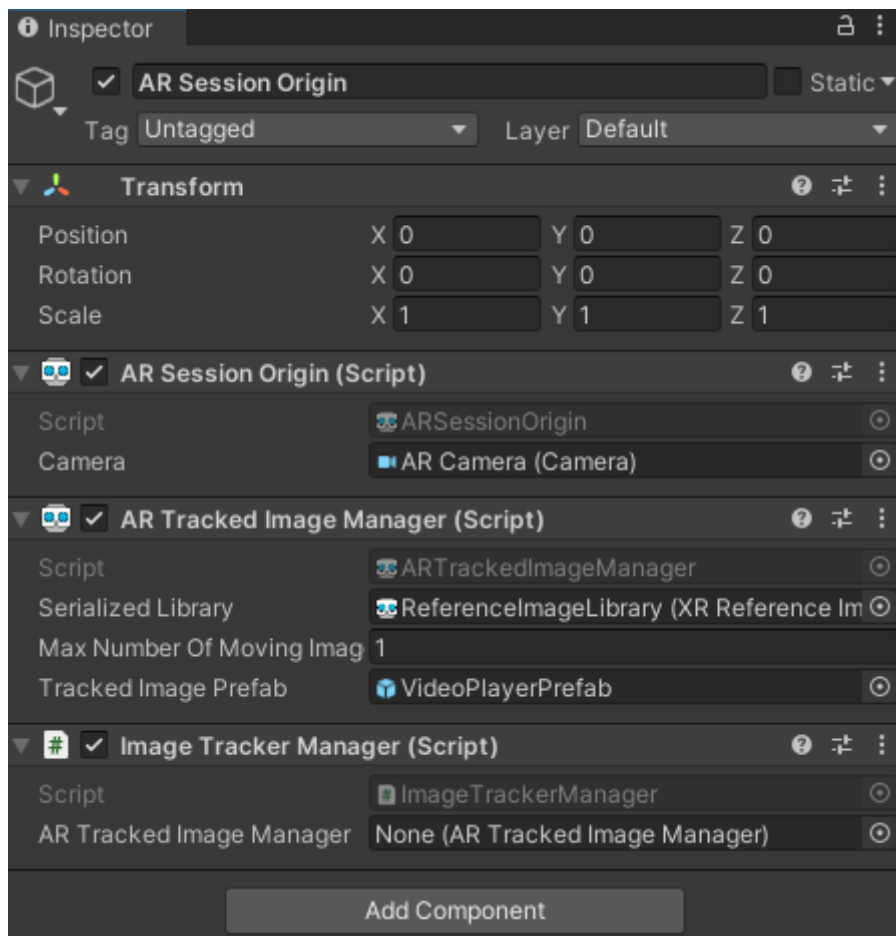 Inspector
AR Session Origin Static
Tag Untagged Layer Default
Transform
Position X 0 Y 0 Z 0
Rotation X 0 Y 0 Z 0
Scale X 1 Y 1 Z 1
AR Session Origin (Script)
Script ARSessionOrigin
Camera AR Camera (Camera)
AR Tracked Image Manager (Script)
Script ARTrackedImageManager
Serialized Library ReferenceImageLibrary (XR Reference Im
Max Number Of Moving Imag 1
Tracked Image Prefab VideoPlayerPrefab
# Image Tracker Manager (Script)
Script ImageTrackerManager
AR Tracked Image Manager None (AR Tracked Image Manager)
Add Component